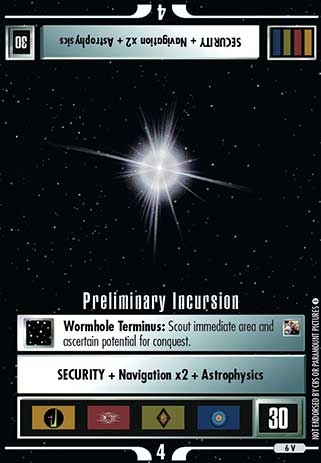 4
30
SECURITY + Navigation x2 + Astrophysics
Preliminary Incursion
Wormhole Terminus: Scout immediate area and
ascertain potential for conquest.
SECURITY + Navigation x2 + Astrophysics
30
4
6 V
NOT ENDORSED BY CBS OR PARAMOUNT PICTURES